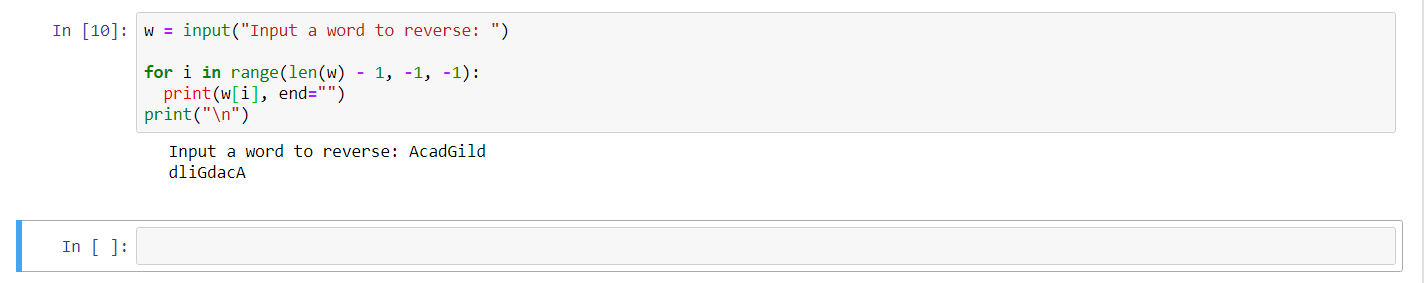 In [10]: w = input("Input a word to reverse: ")
for i in range(len(w) - 1, -1, -1):
  print(w[i], end="")
print("\n")
Input a word to reverse: AcadGild
dliGdacA
In [ ]: